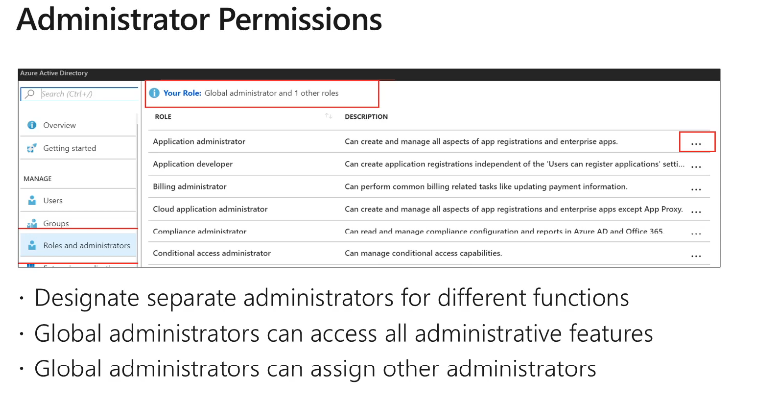 Administrator Permissions
Azure Active Directory
Search (Ctrl+/)
Overview
Getting started
MANAGE
Users
Groups
Roles and administrators
Your Role: Global administrator and 1 other roles
ROLE DESCRIPTION
Application administrator Can create and manage all aspects of app registrations and enterprise apps. ...
Application developer Can create application registrations independent of the 'Users can register applications' setti... ...
Billing administrator Can perform common billing related tasks like updating payment information. ...
Cloud application administrator Can create and manage all aspects of app registrations and enterprise apps except App Proxy. ...
Compliance administrator Can read and manage compliance configuration and reports in Azure AD and Office 365. ...
Conditional access administrator Can manage conditional access capabilities. ...
• Designate separate administrators for different functions
• Global administrators can access all administrative features
• Global administrators can assign other administrators